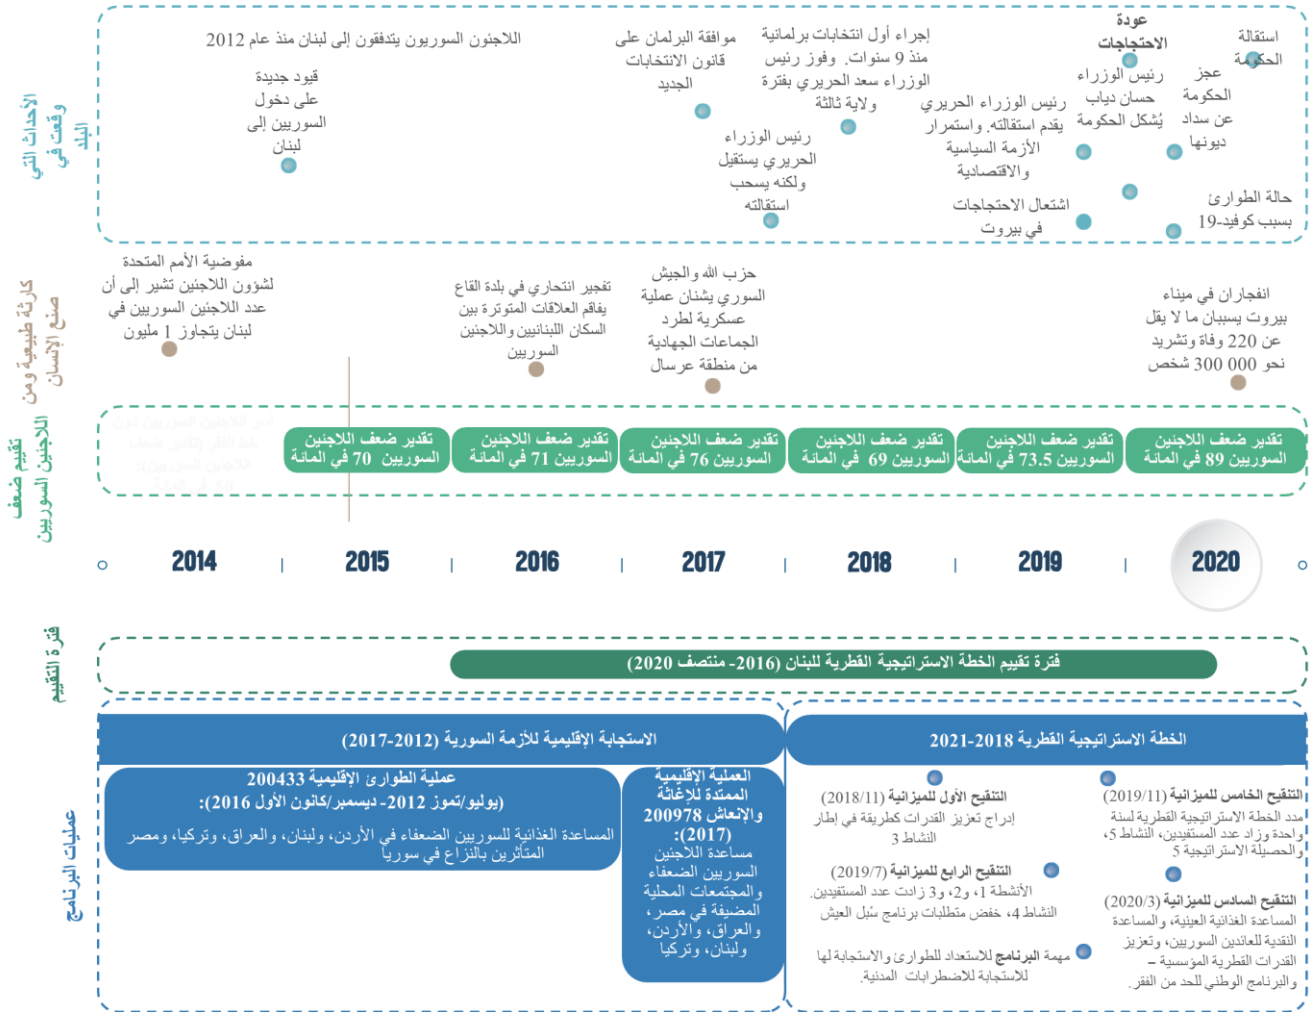 الأحداث التي
وقعت في
البلد
اللاجئون السوريون يتدفقون إلى لبنان منذ عام 2012
قيود جديدة
على دخول
السوريين إلى
لبنان
موافقة البرلمان على
قانون الانتخابات
الجديد
رئيس الوزراء
الحريري يستقيل
ولكنه يسحب
استقالته
إجراء أول انتخابات برلمانية
منذ 9 سنوات. وفوز رئيس
الوزراء سعد الحريري بفترة
ولاية ثالثة
رئيس الوزراء الحريري
يقدم استقالته. واستمرار
الأزمة السياسية
والاقتصادية
اشتعال الاحتجاجات
في بيروت
عودة
الاحتجاجات
رئيس الوزراء
حسان دياب
يُشكل الحكومة
عجز
الحكومة
عن سداد
ديونها
استقالة
الحكومة
حالة الطوارئ
بسبب كوفيد-19
كارثة طبيعية ومن
صنع الإنسان
مفوضية الأمم المتحدة
لشؤون اللاجئين تشير إلى أن
عدد اللاجئين السوريين في
لبنان يتجاوز 1 مليون
تفجير انتحاري في بلدة القاع
يفاقم العلاقات المتوترة بين
السكان اللبنانيين واللاجئين
السوريين
حزب الله والجيش
السوري يشنان عملية
عسكرية لطرد
الجماعات الجهادية
من منطقة عرسال
انفجاران في ميناء
بيروت يسببان ما لا يقل
عن 220 وفاة وتشريد
نحو 000 300 شخص
تقييم ضعف
اللاجئين السوريين
تقدير ضعف اللاجئين
السوريين 70 في المائة
تقدير ضعف اللاجئين
السوريين 71 في المائة
تقدير ضعف اللاجئين
السوريين 76 في المائة
تقدير ضعف اللاجئين
السوريين 69 في المائة
تقدير ضعف اللاجئين
السوريين 73.5 في المائة
تقدير ضعف اللاجئين
السوريين 89 في المائة
2014
2015
2016
2017
2018
2019
2020
فترة التقييم
فترة تقييم الخطة الاستراتيجية القطرية للبنان (2016- منتصف 2020)
عمليات البرنامج
الاستجابة الإقليمية للأزمة السورية (2012-2017)
عملية الطوارئ الإقليمية 200433
(يوليو/تموز 2012- ديسمبر/كانون الأول 2016):
المساعدة الغذائية للسوريين الضعفاء في الأردن، ولبنان، والعراق، وتركيا، ومصر
المتأثرين بالنزاع في سوريا
العملية الإقليمية
الممتدة للإغاثة
والإنعاش 200978
(2017):
مساعدة اللاجئين
السوريين الضعفاء
والمجتمعات المحلية
المضيفة في مصر،
والعراق، والأردن،
ولبنان، وتركيا
الخطة الاستراتيجية القطرية 2018-2021
التنقيح الأول للميزانية (2018/11)
إدراج تعزيز القدرات كطريقة في إطار
النشاط 3
التنقيح الرابع للميزانية (2019/7)
الأنشطة 1، و2، و3 زادت عدد المستفيدين.
النشاط 4، خفض متطلبات برنامج سُبل العيش
مهمة البرنامج للاستعداد للطوارئ والاستجابة لها
للاستجابة للاضطرابات المدنية.
التنقيح الخامس للميزانية (2019/11)
مدد الخطة الاستراتيجية القطرية لسنة
واحدة وزاد عدد المستفيدين، النشاط 5،
والحصيلة الاستراتيجية 5
التنقيح السادس للميزانية (2020/3)
المساعدة الغذائية العينية، والمساعدة
النقدية للعائدين السوريين، وتعزيز
القدرات القطرية المؤسسية –
والبرنامج الوطني للحد من الفقر.